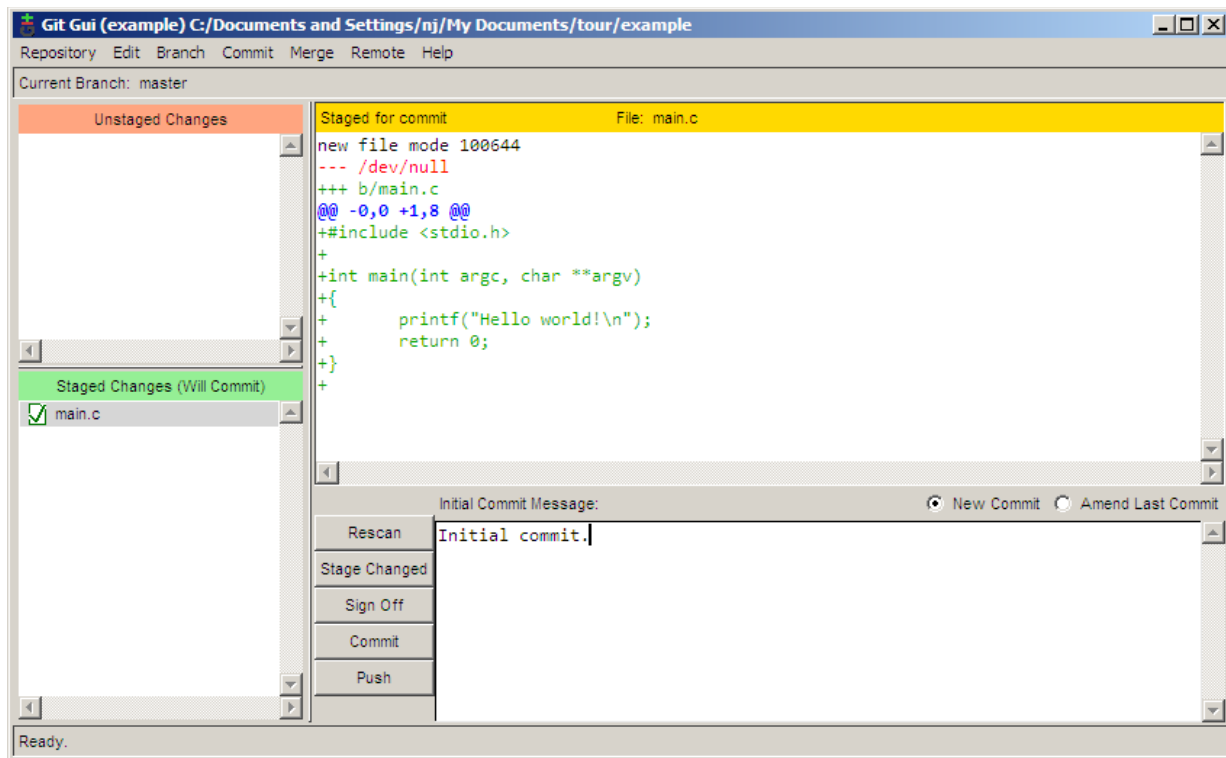 Git Gui (example) C:/Documents and Settings/nj/My Documents/tour/example
Repository Edit Branch Commit Merge Remote Help
Current Branch: master
Unstaged Changes
Staged Changes (Will Commit)
main.c
Staged for commit File: main.c
new file mode 100644
--- /dev/null
+++ b/main.c
@@ -0,0 +1,8 @@
+#include <stdio.h>
+
+int main(int argc, char **argv)
+{
+       printf("Hello world!\n");
+       return 0;
+}
+
Initial Commit Message: New Commit Amend Last Commit
Rescan
Stage Changed
Sign Off
Commit
Push
Initial commit.
Ready.